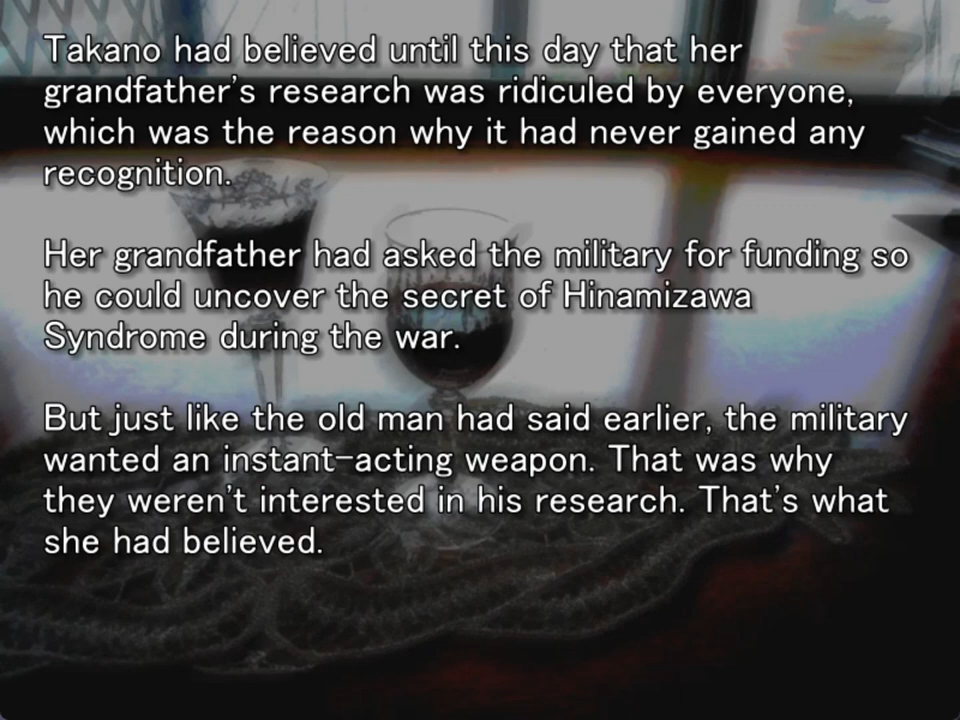 Takano had believed until this day that her
grandfather's research was ridiculed by everyone,
which was the reason why it had never gained any
recognition.
Her grandfather had asked the military for funding so
he could uncover the secret of Hinamizawa
Syndrome during the war.
But just like the old man had said earlier, the military
wanted an instant-acting weapon. That was why
they weren't interested in his research. That's what
she had believed.